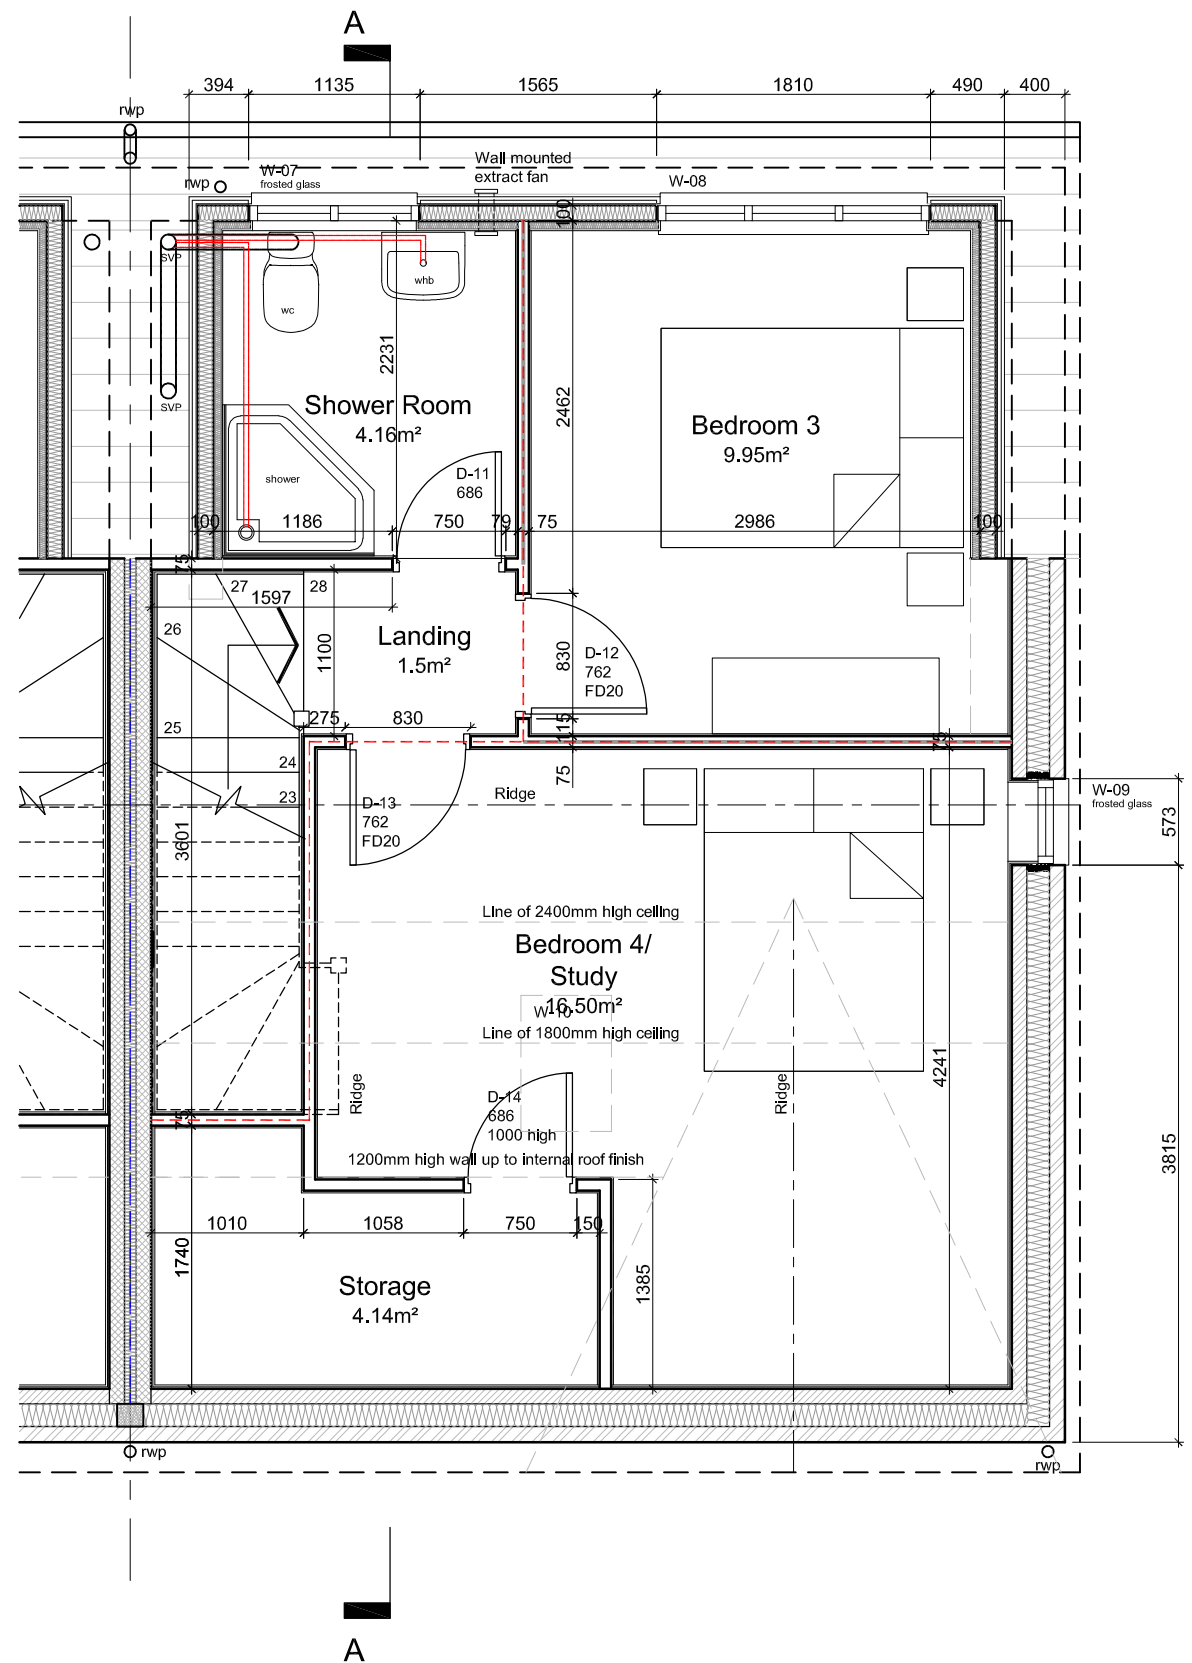 A
394
1135
1565
1810
490
400
rwp
Wall mounted
extract fan
W-07
frosted glass
W-08
rwp
100
SVP
whb
wc
2231
2462
Shower Room
4.16m²
Bedroom 3
9.95m²
SVP
D-11
686
shower
100
1186
750
79
75
2986
100
75
27
1597
28
26
Landing
1.5m²
1100
830
D-12
762
FD20
275
830
115
25
75
75
24
23
Ridge
W-09
frosted glass
573
D-13
762
FD20
3601
Line of 2400mm high ceiling
Bedroom 4/
Study
16.50m²
W-10
Line of 1800mm high ceiling
4241
Ridge
Ridge
D-14
686
1000 high
75
1200mm high wall up to internal roof finish
3815
1010
1058
750
150
1740
1385
Storage
4.14m²
rwp
rwp
A